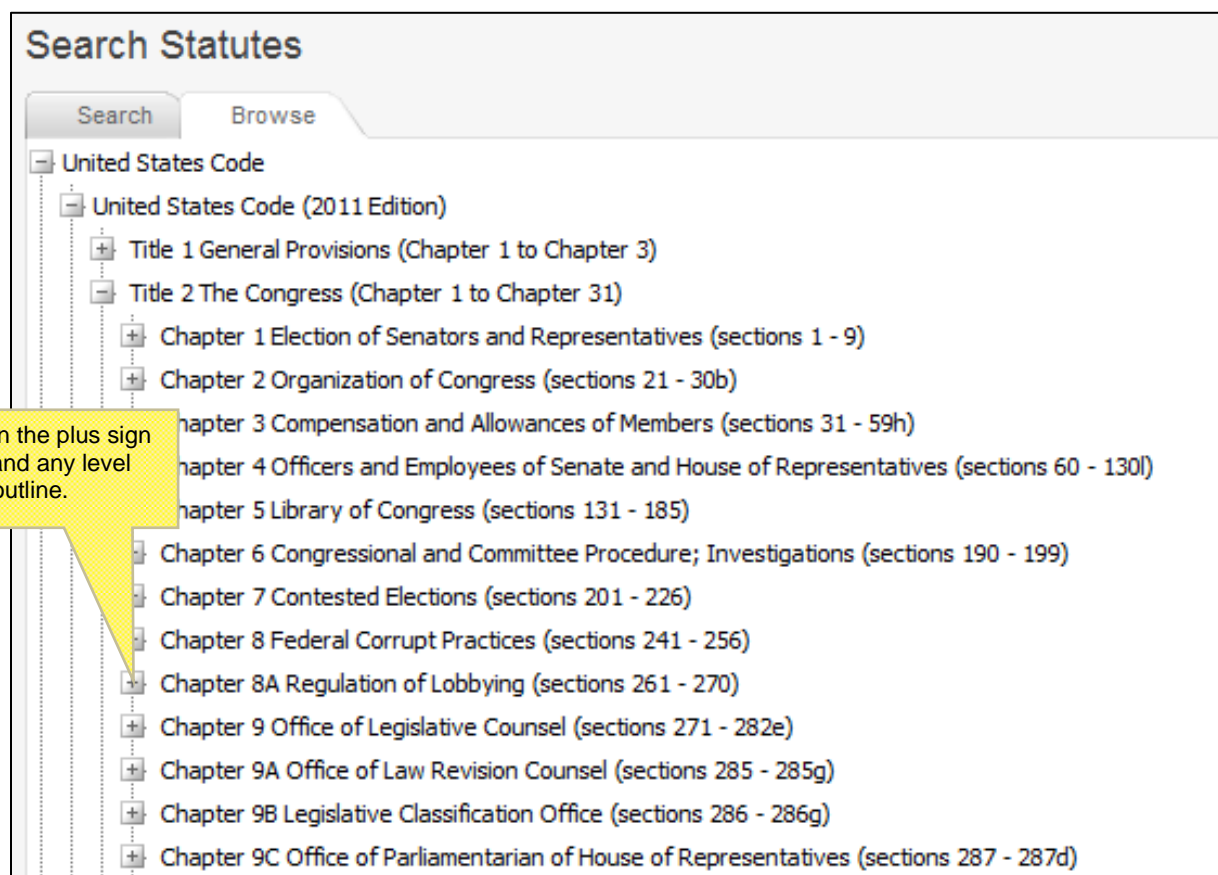 Search Statutes
Search Browse
United States Code
United States Code (2011 Edition)
Title 1 General Provisions (Chapter 1 to Chapter 3)
Title 2 The Congress (Chapter 1 to Chapter 31)
Chapter 1 Election of Senators and Representatives (sections 1 - 9)
Chapter 2 Organization of Congress (sections 21 - 30b)
n the plus sign
and any level
outline.
hapter 3 Compensation and Allowances of Members (sections 31 - 59h)
hapter 4 Officers and Employees of Senate and House of Representatives (sections 60 - 130l)
hapter 5 Library of Congress (sections 131 - 185)
Chapter 6 Congressional and Committee Procedure; Investigations (sections 190 - 199)
Chapter 7 Contested Elections (sections 201 - 226)
Chapter 8 Federal Corrupt Practices (sections 241 - 256)
Chapter 8A Regulation of Lobbying (sections 261 - 270)
Chapter 9 Office of Legislative Counsel (sections 271 - 282e)
Chapter 9A Office of Law Revision Counsel (sections 285 - 285g)
Chapter 9B Legislative Classification Office (sections 286 - 286g)
Chapter 9C Office of Parliamentarian of House of Representatives (sections 287 - 287d)